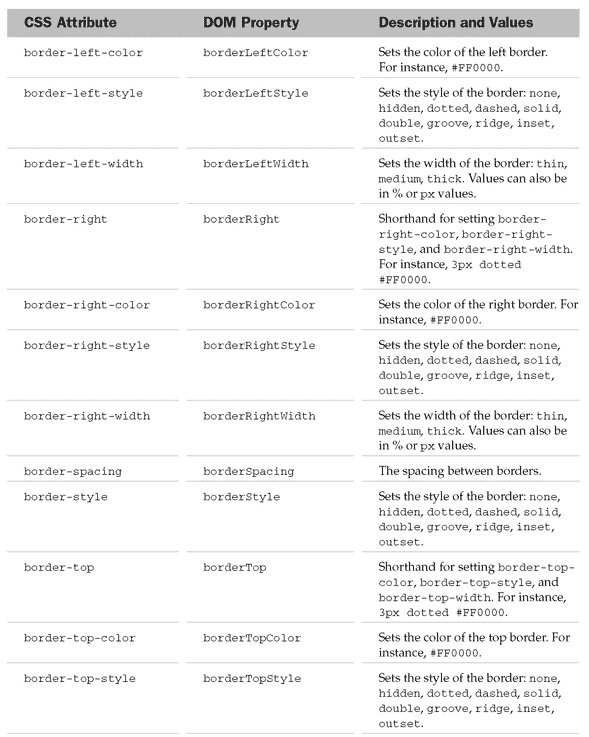 CSS Attribute DOM Property Description and Values
border-left-color borderLeftColor Sets the color of the left border.
For instance, #FF0000.
border-left-style borderLeftStyle Sets the style of the border: none,
hidden, dotted, dashed, solid,
double, groove, ridge, inset,
outset.
border-left-width borderLeftWidth Sets the width of the border: thin,
medium, thick. Values can also be
in % or px values.
border-right borderRight Shorthand for setting border-
right-color, border-right-
style, and border-right-width.
For instance, 3px dotted
#FF0000.
border-right-color borderRightColor Sets the color of the right border. For
instance, #FF0000.
border-right-style borderRightStyle Sets the style of the border: none,
hidden, dotted, dashed, solid,
double, groove, ridge, inset,
outset.
border-right-width borderRightWidth Sets the width of the border: thin,
medium, thick. Values can also be
in % or px values.
border-spacing borderSpacing The spacing between borders.
border-style borderStyle Sets the style of the border: none,
hidden, dotted, dashed, solid,
double, groove, ridge, inset,
outset.
border-top borderTop Shorthand for setting border-top-
color, border-top-style, and
border-top-width. For instance,
3px dotted #FF0000.
border-top-color borderTopColor Sets the color of the top border. For
instance, #FF0000.
border-top-style borderTopStyle Sets the style of the border: none,
hidden, dotted, dashed, solid,
double, groove, ridge, inset,
outset.